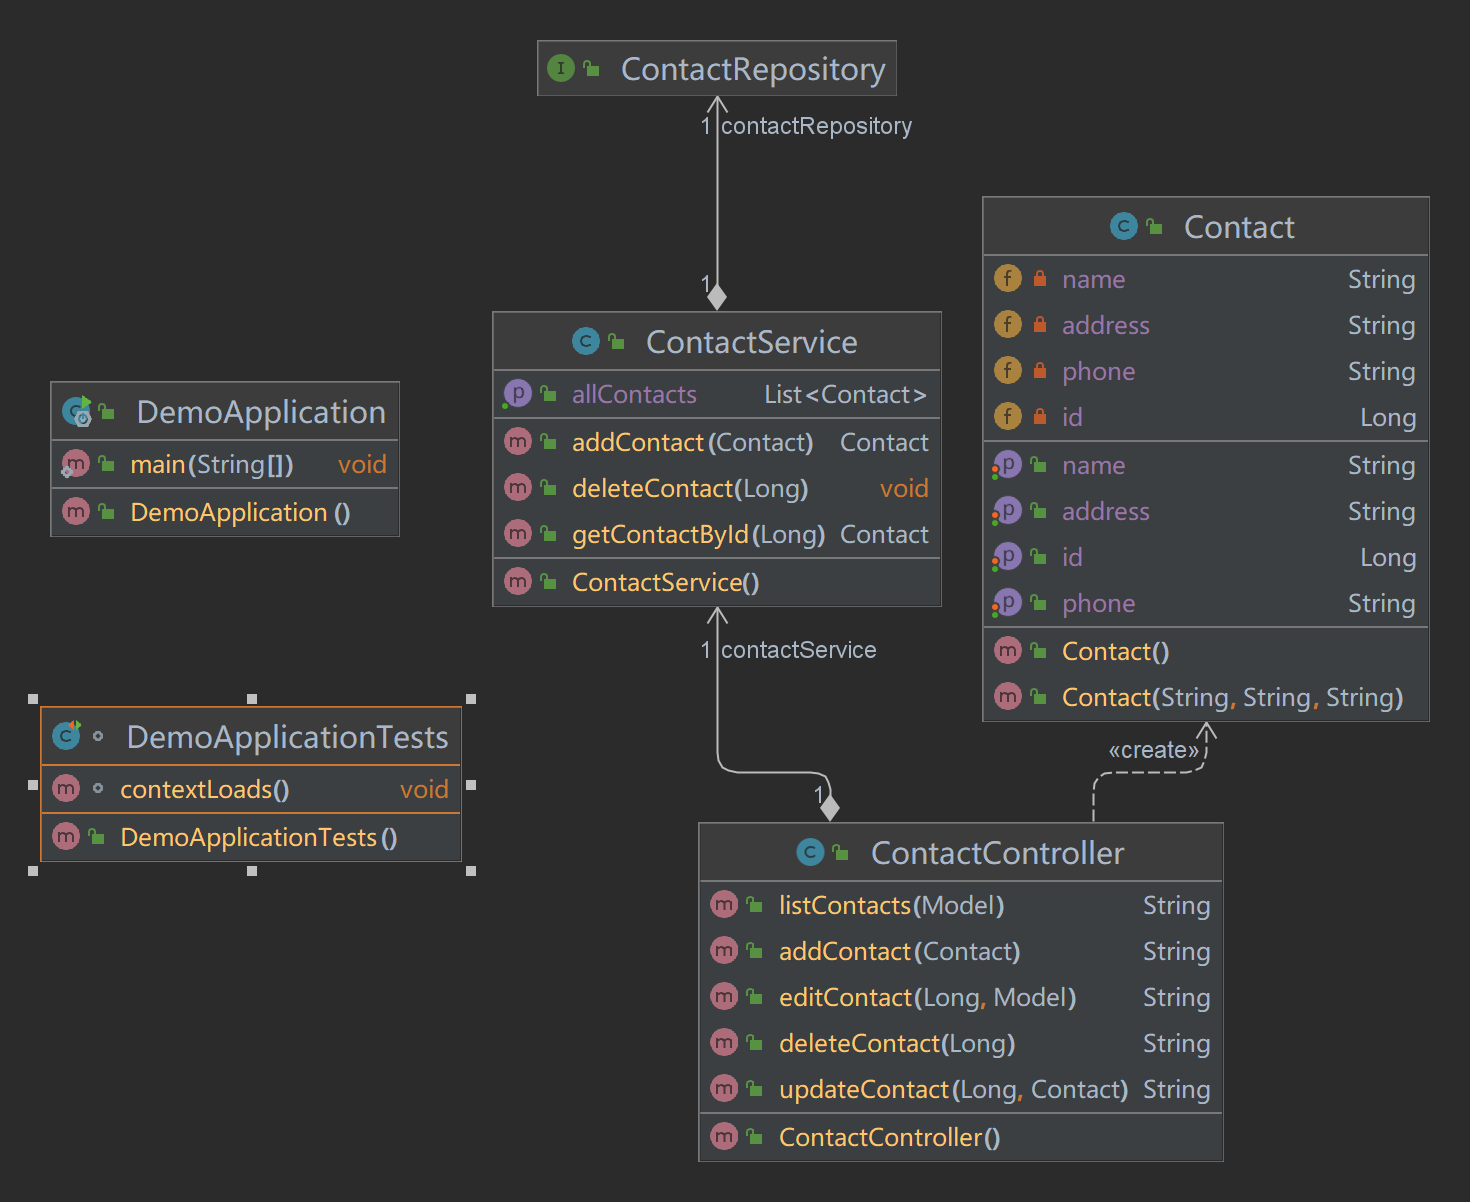 ContactRepository
1 contactRepository
1
ContactService
allContacts List<Contact>
addContact(Contact) Contact
deleteContact(Long) void
getContactById(Long) Contact
ContactService()
1 contactService
1
Contact
name String
address String
phone String
id Long
name String
address String
id Long
phone String
Contact()
Contact(String, String, String)
«create»
DemoApplication
main(String[]) void
DemoApplication()
DemoApplicationTests
contextLoads() void
DemoApplicationTests()
ContactController
listContacts(Model) String
addContact(Contact) String
editContact(Long, Model) String
deleteContact(Long) String
updateContact(Long, Contact) String
ContactController()